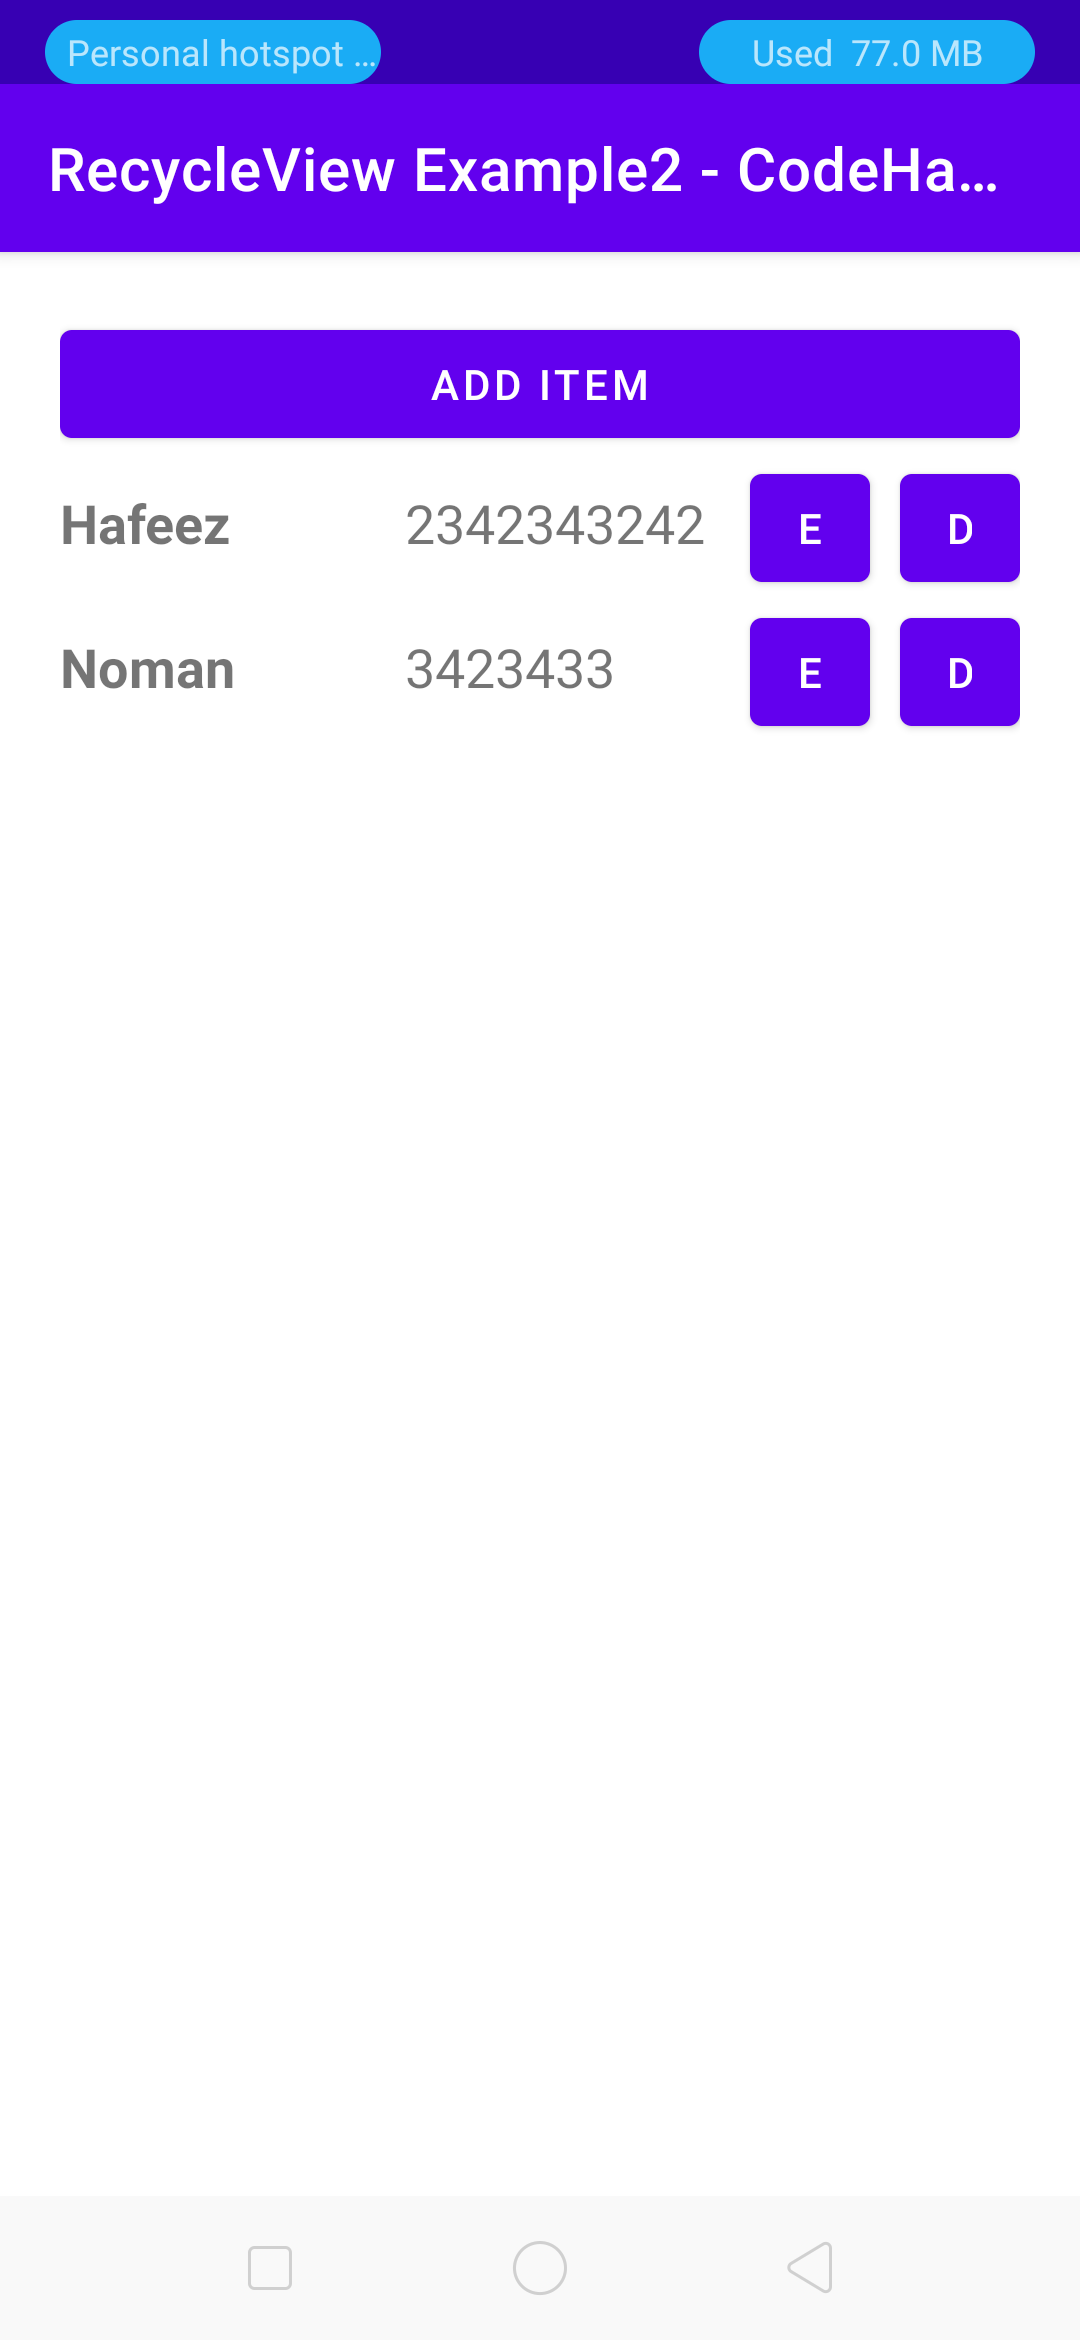 Personal hotspot ... Used 77.0 MB
RecycleView Example2 - CodeHa...
ADD ITEM
Hafeez 2342343242 E D
Noman 3423433 E D